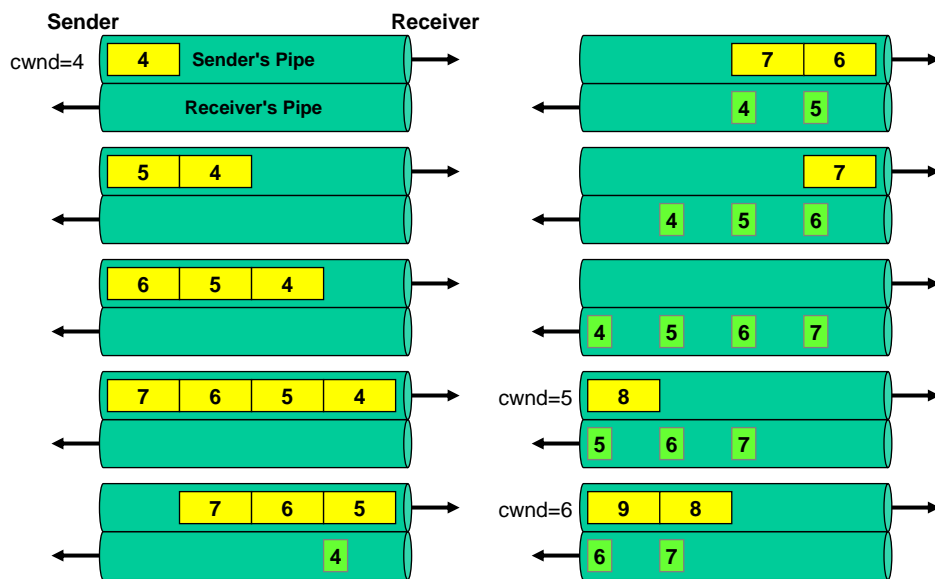 Sender Receiver
cwnd=4 4 Sender's Pipe
Receiver's Pipe
5 4
6 5 4
7 6 5 4
7 6 5
4
7 6
4 5
7
4 5 6
4 5 6 7
cwnd=5 8
5 6 7
cwnd=6 9 8
6 7